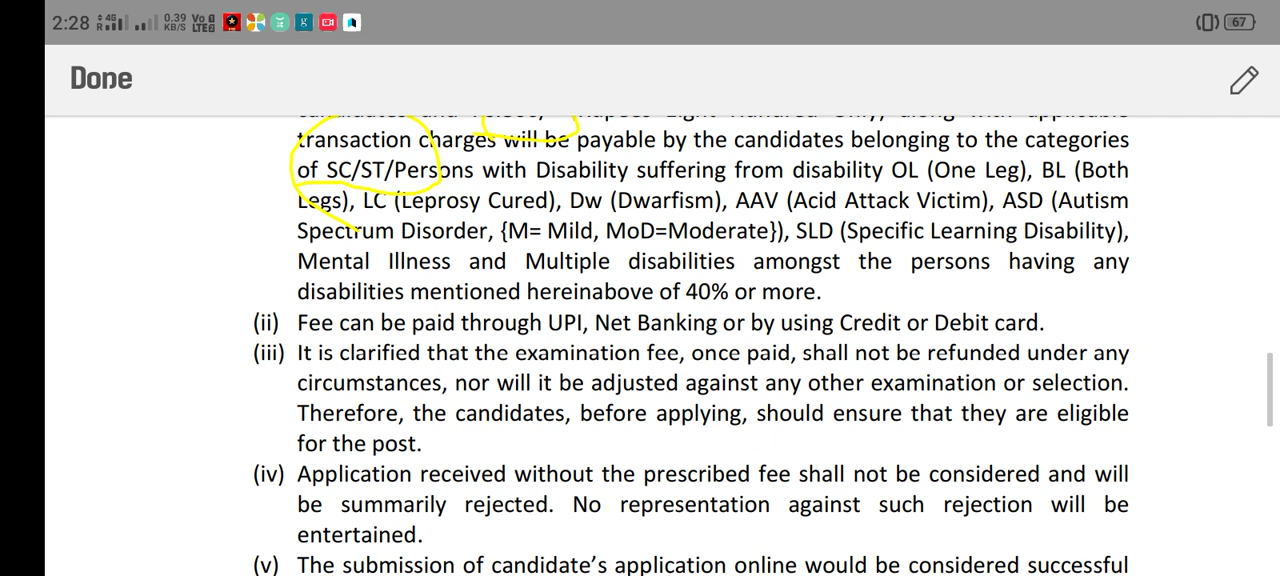 2:28 4G R 0.39 KB/S Vo LTE 67
Done
transaction charges will be payable by the candidates belonging to the categories
of SC/ST/Persons with Disability suffering from disability OL (One Leg), BL (Both
Legs), LC (Leprosy Cured), Dw (Dwarfism), AAV (Acid Attack Victim), ASD (Autism
Spectrum Disorder, {M= Mild, MoD=Moderate}), SLD (Specific Learning Disability),
Mental Illness and Multiple disabilities amongst the persons having any
disabilities mentioned hereinabove of 40% or more.
(ii) Fee can be paid through UPI, Net Banking or by using Credit or Debit card.
(iii) It is clarified that the examination fee, once paid, shall not be refunded under any
circumstances, nor will it be adjusted against any other examination or selection.
Therefore, the candidates, before applying, should ensure that they are eligible
for the post.
(iv) Application received without the prescribed fee shall not be considered and will
be summarily rejected. No representation against such rejection will be
entertained.
(v) The submission of candidate's application online would be considered successful